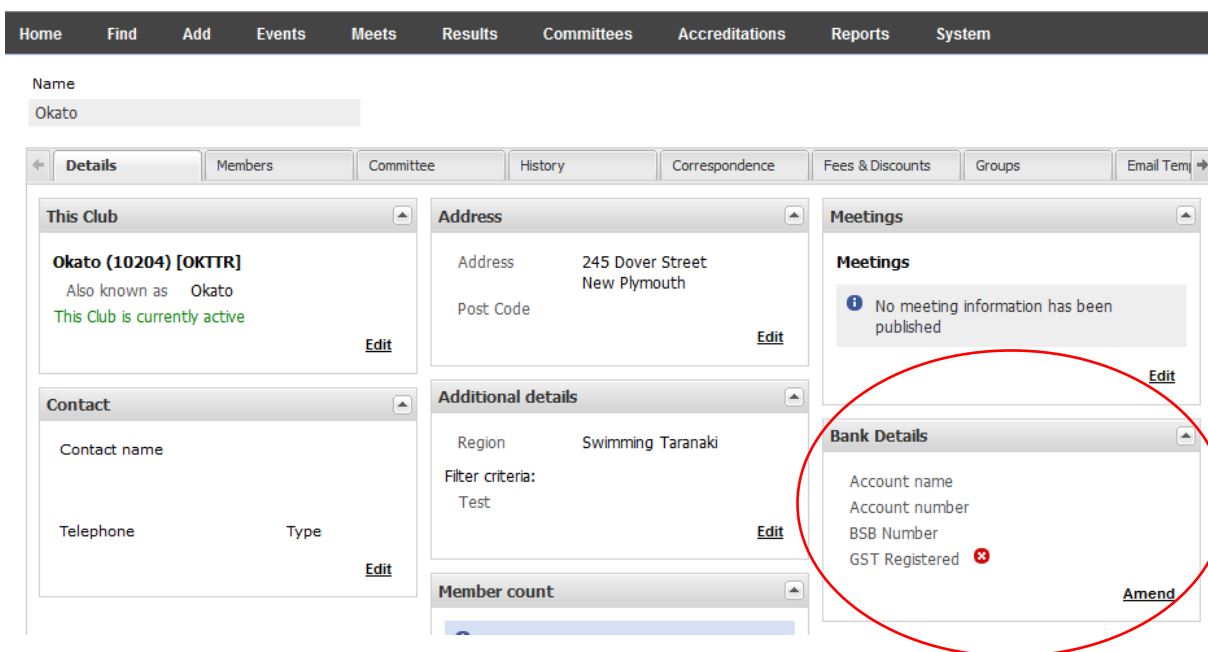 Home Find Add Events Meets Results Committees Accreditations Reports System
Name
Okato
Details Members Committee History Correspondence Fees & Discounts Groups Email Tem
This Club
Okato (10204) [OKTTR]
Also known as Okato
This Club is currently active
Edit
Contact
Contact name
Telephone Type
Edit
Address
Address 245 Dover Street
New Plymouth
Post Code
Edit
Additional details
Region Swimming Taranaki
Filter criteria:
Test
Edit
Member count
Meetings
Meetings
No meeting information has been
published
Edit
Bank Details
Account name
Account number
BSB Number
GST Registered
Amend